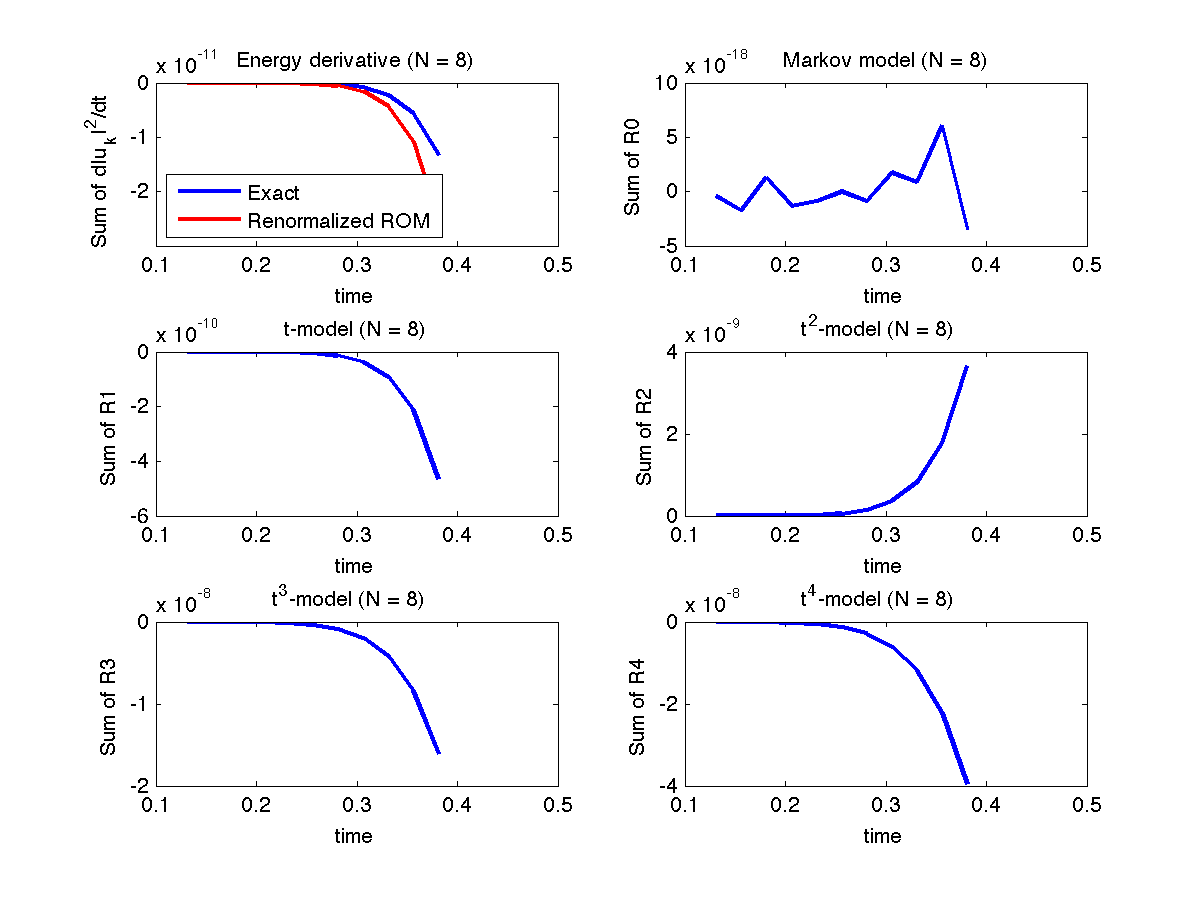 x 10^-11 Energy derivative (N = 8)
Sum of d|u_k|^2/dt
0
-1
-2
Exact
Renormalized ROM
0.1 0.2 0.3 0.4 0.5
time
x 10^-18 Markov model (N = 8)
Sum of R0
10
5
0
-5
0.1 0.2 0.3 0.4 0.5
time
x 10^-10 t-model (N = 8)
Sum of R1
0
-2
-4
-6
0.1 0.2 0.3 0.4 0.5
time
x 10^-9 t^2-model (N = 8)
Sum of R2
4
2
0
0.1 0.2 0.3 0.4 0.5
time
x 10^-8 t^3-model (N = 8)
Sum of R3
0
-1
-2
0.1 0.2 0.3 0.4 0.5
time
x 10^-8 t^4-model (N = 8)
Sum of R4
0
-2
-4
0.1 0.2 0.3 0.4 0.5
time